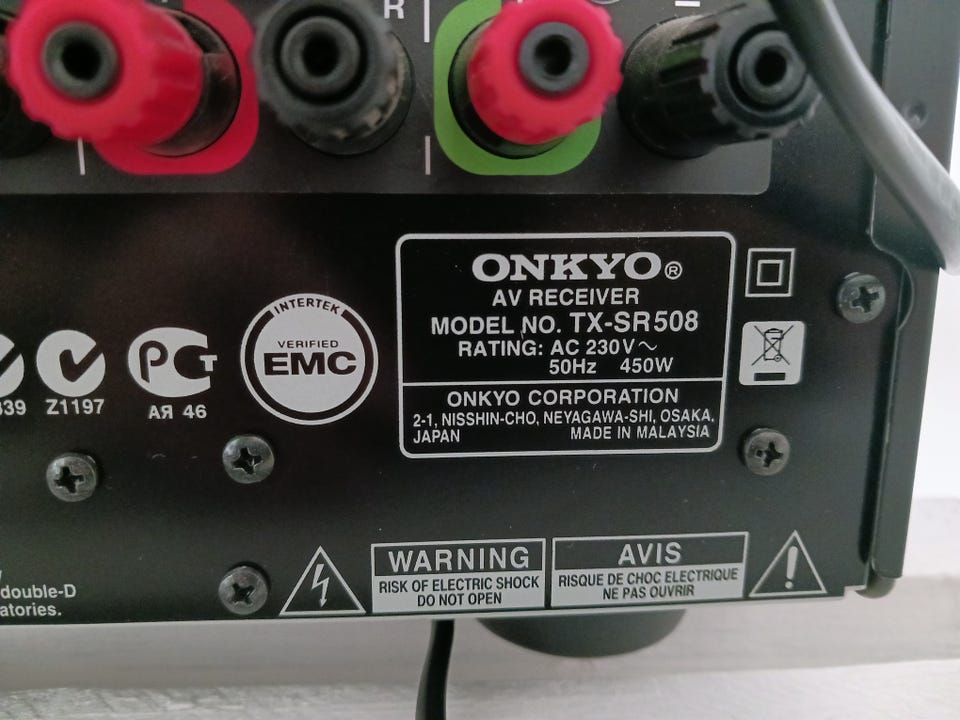 R
ONKYO®
AV RECEIVER
MODEL NO. TX-SR508
RATING: AC 230V~
50Hz 450W
ONKYO CORPORATION
2-1, NISSHIN-CHO, NEYAGAWA-SHI, OSAKA,
JAPAN MADE IN MALAYSIA
INTERTEK
VERIFIED
EMC
РСТ
АЯ 46
Z1197
339
WARNING
RISK OF ELECTRIC SHOCK
DO NOT OPEN
AVIS
RISQUE DE CHOC ELECTRIQUE
NE PAS OUVRIR
double-D
atories.